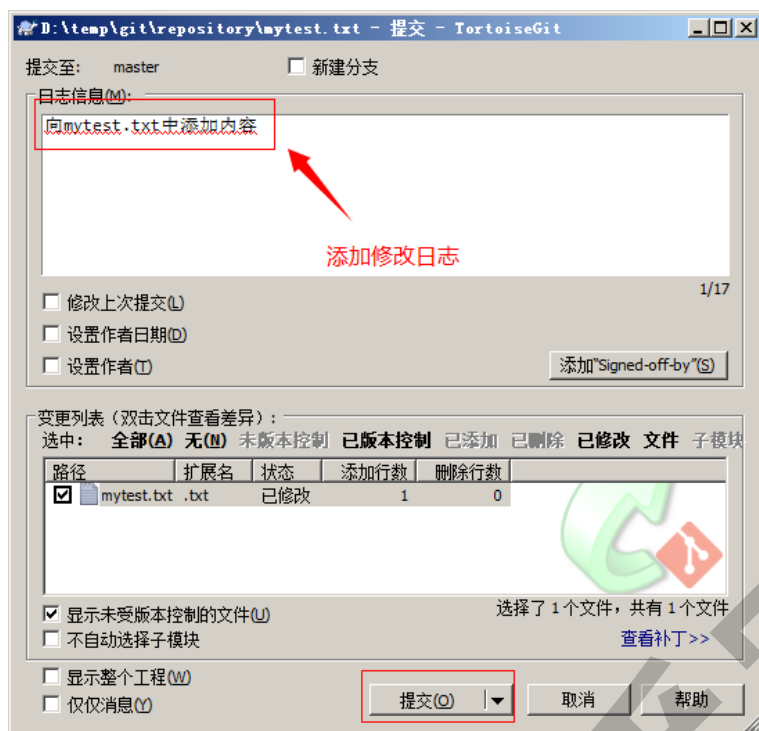 D:\temp\git\repository\mytest.txt - 提交 - TortoiseGit
提交至: master 新建分支
日志信息(M):
向mytest.txt中添加内容
添加修改日志
1/17
修改上次提交(L)
设置作者日期(D)
设置作者(T) 添加"Signed-off-by"(S)
变更列表（双击文件查看差异）:
选中: 全部(A) 无(N) 未版本控制 已版本控制 已添加 已删除 已修改 文件 子模块
路径 扩展名 状态 添加行数 删除行数
mytest.txt .txt 已修改 1 0
显示未受版本控制的文件(U) 选择了1个文件，共有1个文件
不自动选择子模块 查看补丁>>
显示整个工程(W)
仅仅消息(Y) 提交(O) 取消 帮助